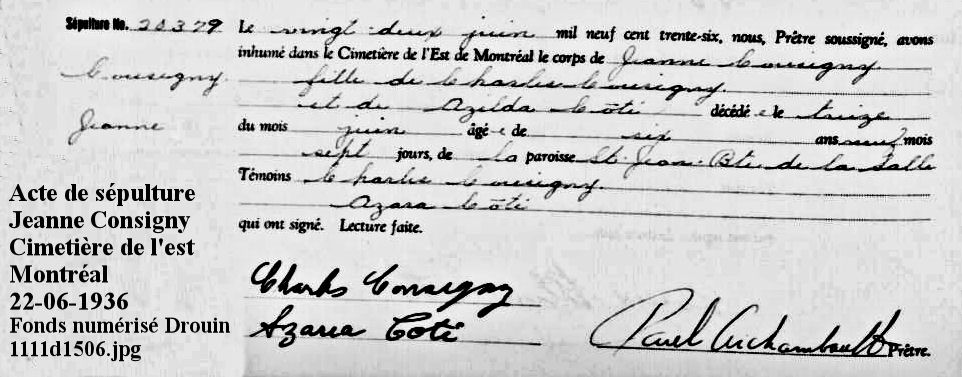 Sépulture No. 20379
Consigny
Jeanne
Le vingt deux juin mil neuf cent trente-six, nous, Prêtre soussigné, avons
inhumé dans le Cimetière de l'Est de Montréal le corps de Jeanne Consigny
fille de Charles Consigny
et de Azilda Côté décédée le treize
du mois juin âgée de six ans neuf mois
sept jours, de la paroisse St. Jean. Bte. de la Salle
Témoins Charles Consigny
Azara Côté
qui ont signé. Lecture faite.
Charles Consigny
Azaria Coté
Paul Archambault Prêtre.
Acte de sépulture
Jeanne Consigny
Cimetière de l'est
Montréal
22-06-1936
Fonds numérisé Drouin
1111d1506.jpg